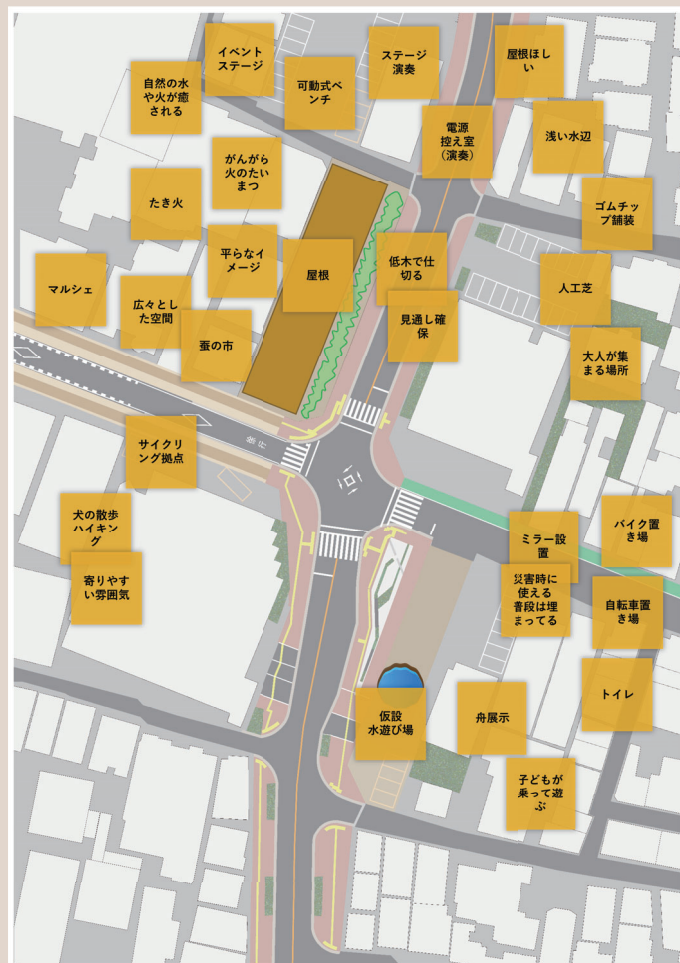 イベント
ステージ
ステージ
演奏
屋根ほし
い
自然の水
や火が癒
される
可動式ベ
ンチ
電源
控え室
（演奏）
浅い水辺
がんがら
火のたい
まつ
たき火
ゴムチッ
プ舗装
平らなイ
メージ
屋根
低木で仕
切る
マルシェ
広々とし
た空間
人工芝
見通し確
保
蚤の市
大人が集
まる場所
サイクリ
ング拠点
犬の散歩
ハイキン
グ
寄りやす
い雰囲気
ミラー設
置
バイク置
き場
災害時に
使える
普段は埋
まってる
自転車置
き場
仮設
水遊び場
舟展示
トイレ
子どもが
乗って遊
ぶ